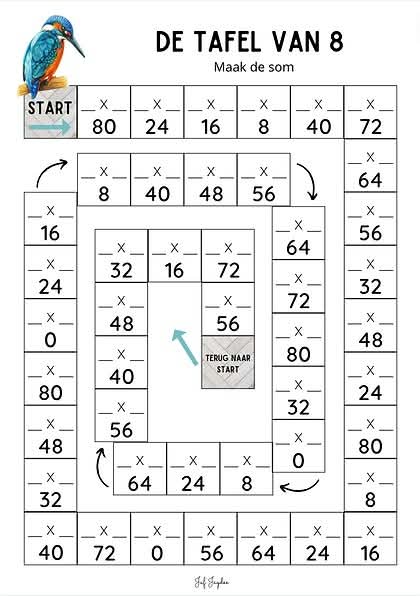 DE TAFEL VAN 8
Maak de som
START
__ x __ __ x __ __ x __ __ x __ __ x __ __ x __
80 24 16 8 40 72
__ x __
64
__ x __
56
__ x __
32
__ x __
48
__ x __
24
__ x __
80
__ x __
8
__ x __ __ x __ __ x __ __ x __ __ x __ __ x __ __ x __
40 72 0 56 64 24 16
__ x __
32
__ x __
48
__ x __
80
__ x __
0
__ x __
24
__ x __
16
__ x __ __ x __ __ x __ __ x __
8 40 48 56
__ x __
64
__ x __
72
__ x __
80
__ x __
32
__ x __
0
__ x __ __ x __ __ x __
64 24 8
__ x __
56
__ x __
40
__ x __
48
__ x __ __ x __ __ x __
32 16 72
__ x __
56
TERUG NAAR
START
Juf Jaydee